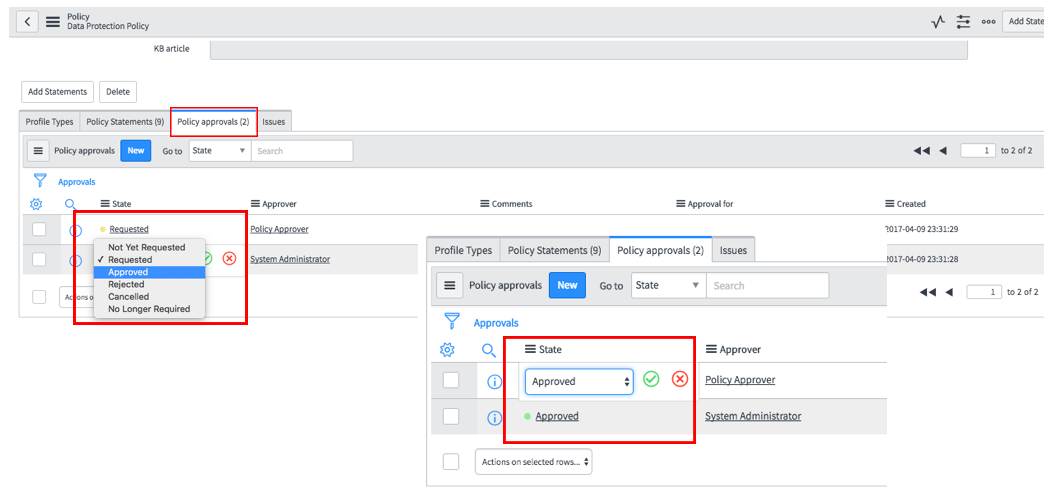 Policy
Data Protection Policy
Add State
KB article
Add Statements Delete
Profile Types Policy Statements (9) Policy approvals (2) Issues
Policy approvals New Go to State Search 1 to 2 of 2
Approvals
State Approver Comments Approval for Created
Requested Policy Approver 2017-04-09 23:31:29
Not Yet Requested
Requested System Administrator 2017-04-09 23:31:28
Approved
Rejected
Cancelled
No Longer Required
Actions o
1 to 2 of 2
Profile Types Policy Statements (9) Policy approvals (2) Issues
Policy approvals New Go to State Search
Approvals
State Approver
Approved Policy Approver
Approved System Administrator
Actions on selected rows...